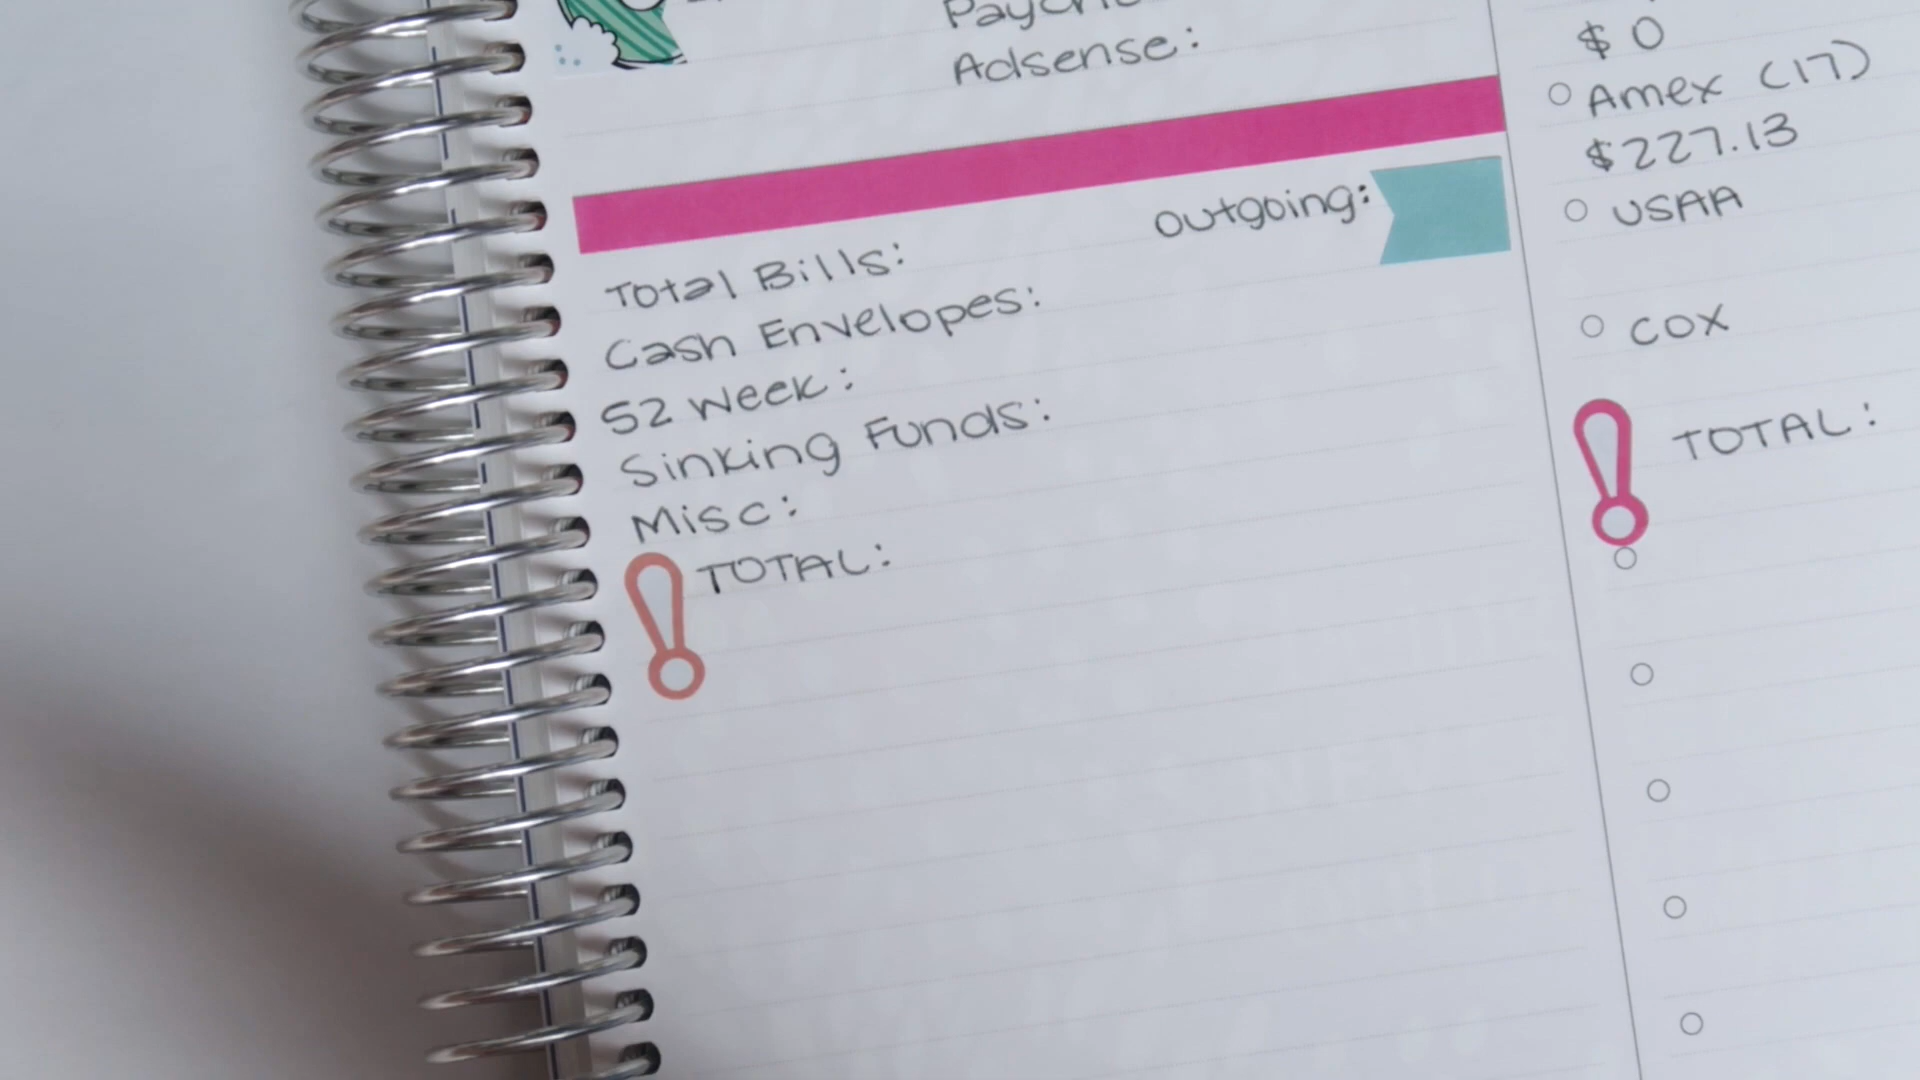 Adsense:
outgoing:
Total Bills:
Cash Envelopes:
52 Week:
Sinking Funds:
Misc:
TOTAL:
$0
Amex (17)
$227.13
USAA
COX
TOTAL: